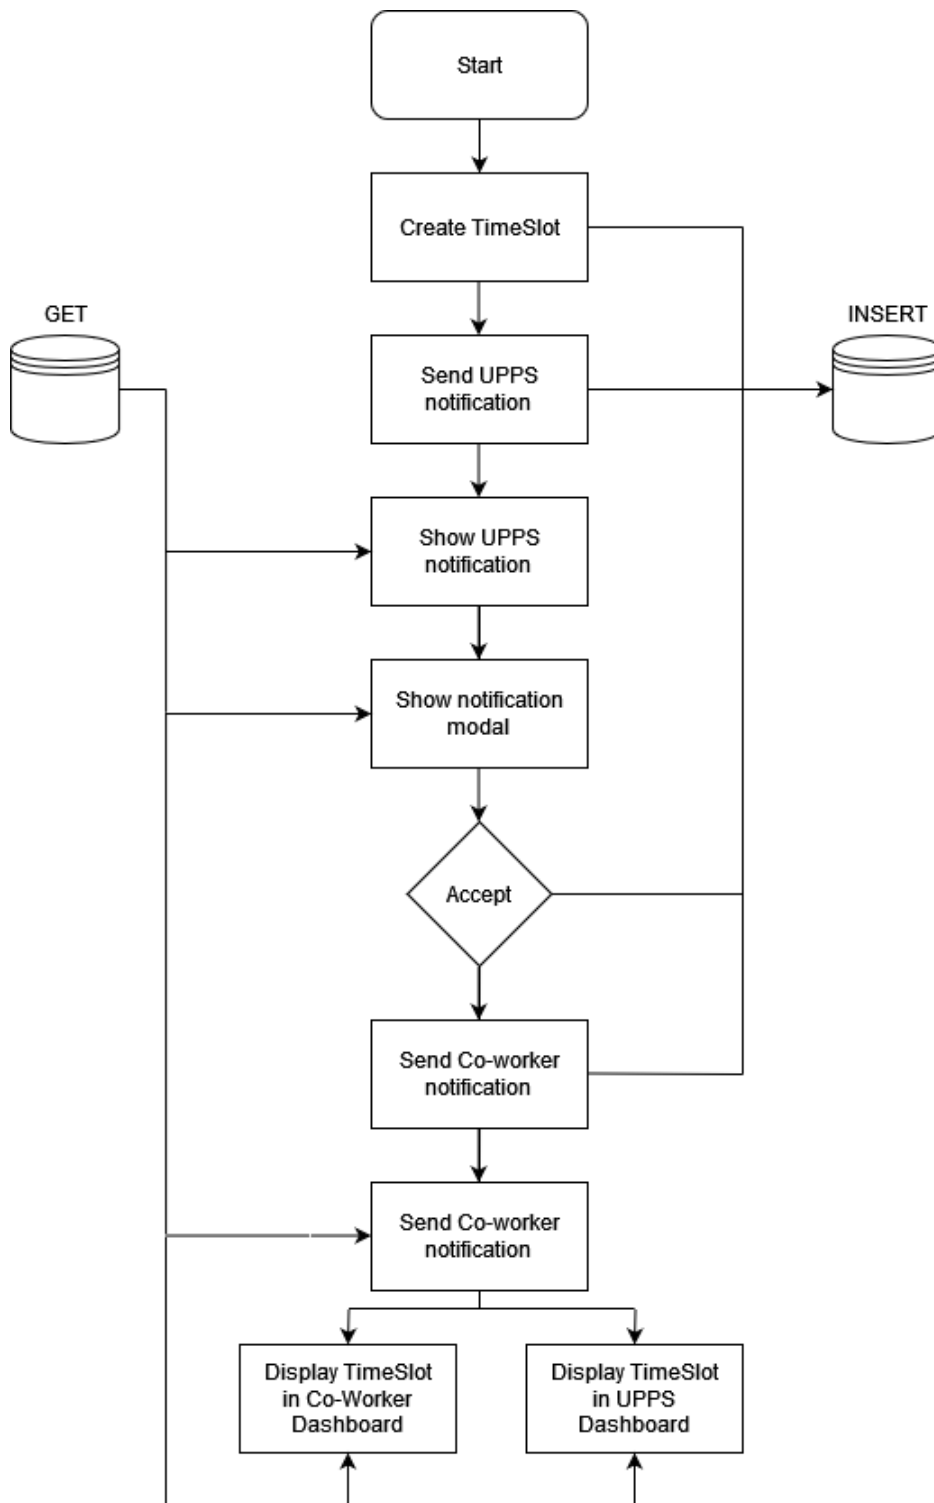 Start
Create TimeSlot
GET
INSERT
Send UPPS
notification
Show UPPS
notification
Show notification
modal
Accept
Send Co-worker
notification
Send Co-worker
notification
Display TimeSlot
in Co-Worker
Dashboard
Display TimeSlot
in UPPS
Dashboard